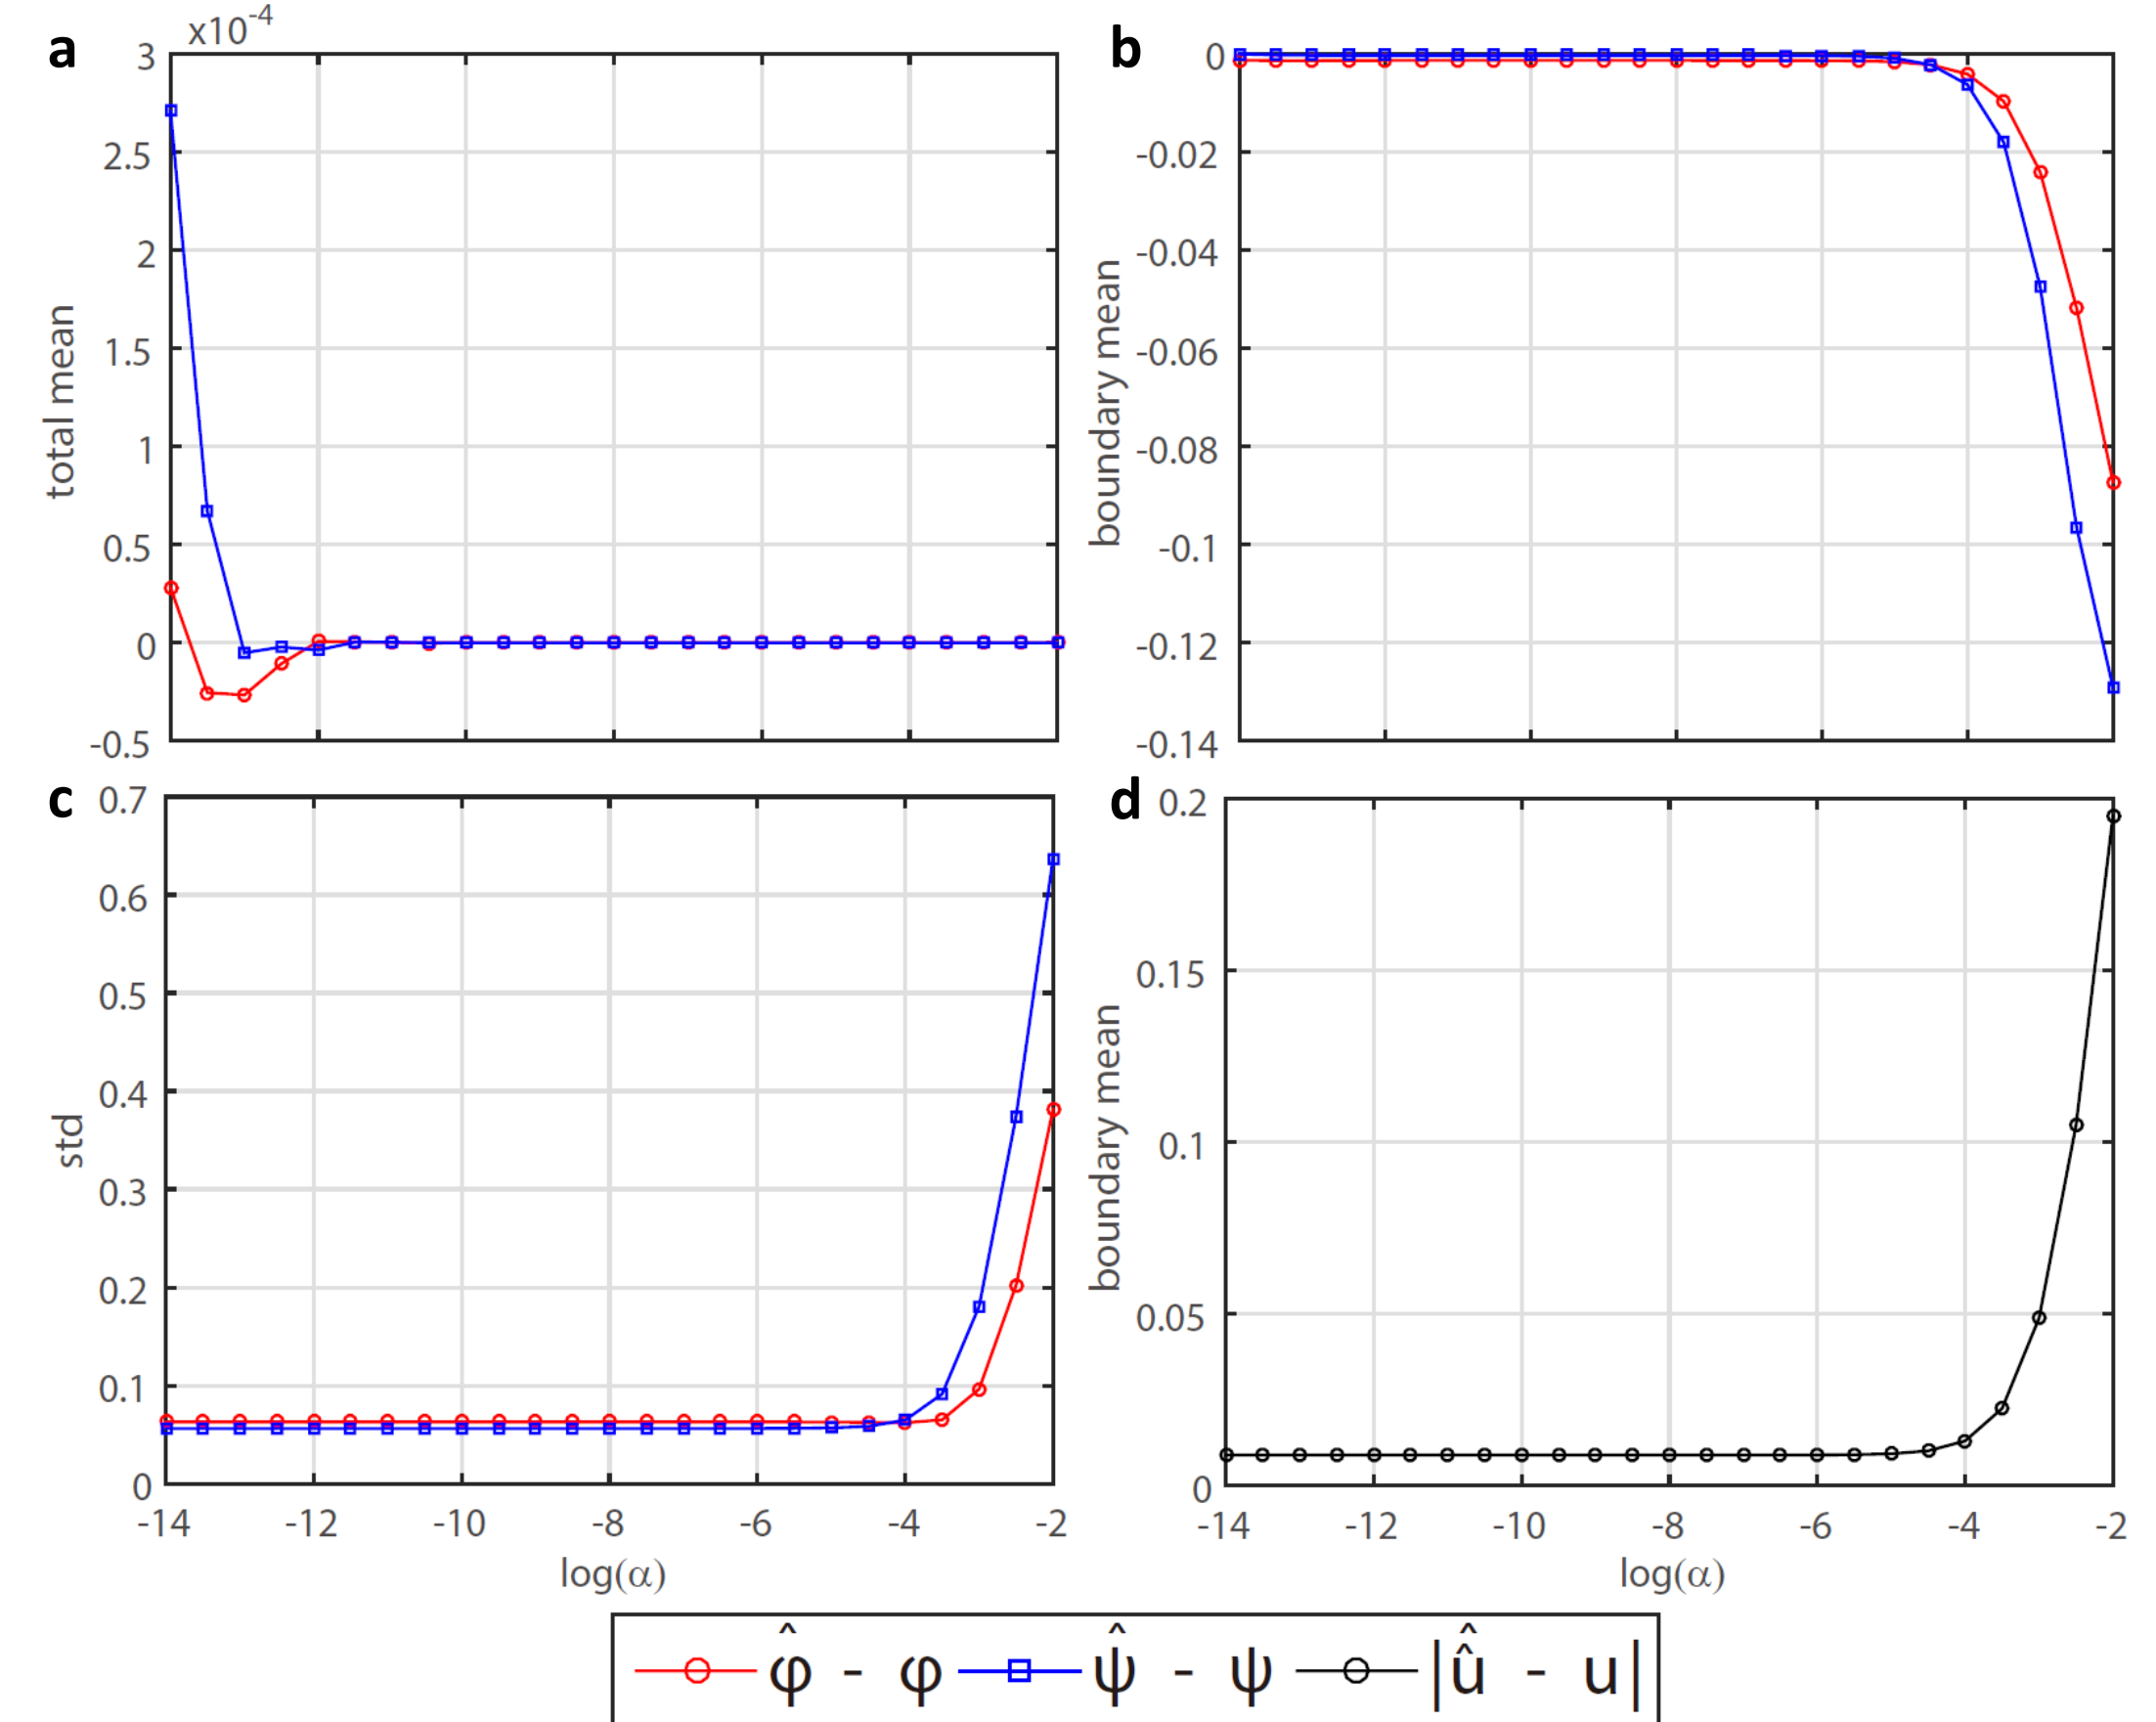 a
x10-4
3
2.5
2
1.5
1
0.5
0
-0.5
total mean
b
0
-0.02
-0.04
-0.06
-0.08
-0.1
-0.12
-0.14
boundary mean
c
0.7
0.6
0.5
0.4
0.3
0.2
0.1
0
std
-14 -12 -10 -8 -6 -4 -2
log(α)
d
0.2
0.15
0.1
0.05
0
boundary mean
-14 -12 -10 -8 -6 -4 -2
log(α)
φ̂ - φ ψ̂ - ψ |û̂ - u|